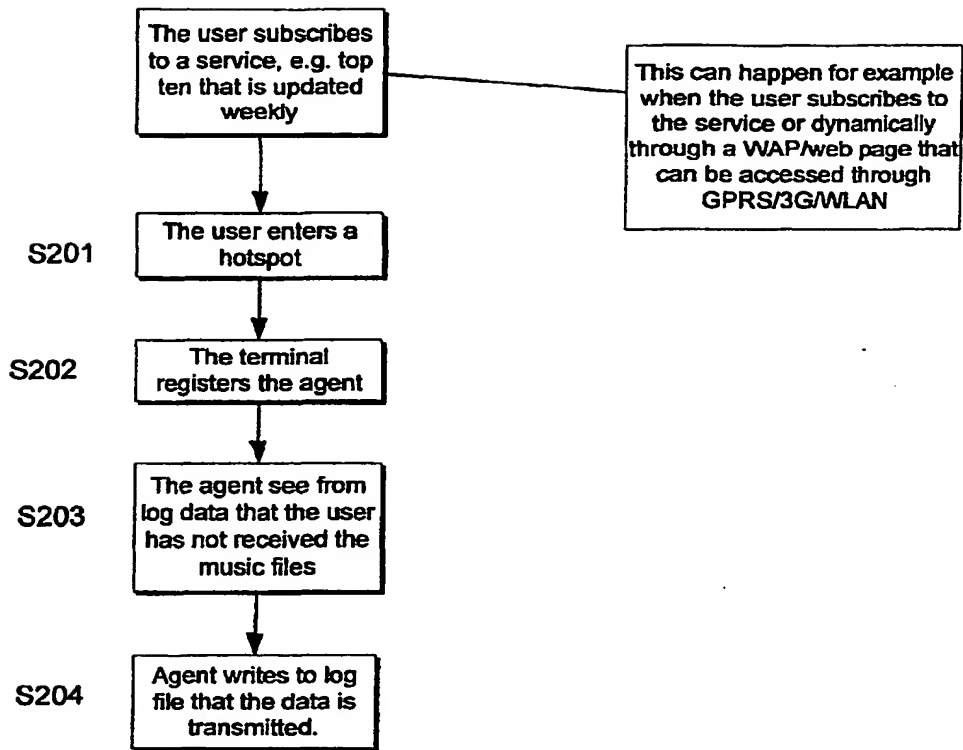 The user subscribes
to a service, e.g. top
ten that is updated
weekly
This can happen for example
when the user subscribes to
the service or dynamically
through a WAP/web page that
can be accessed through
GPRS/3G/WLAN
S201
The user enters a
hotspot
S202
The terminal
registers the agent
S203
The agent see from
log data that the user
has not received the
music files
S204
Agent writes to log
file that the data is
transmitted.